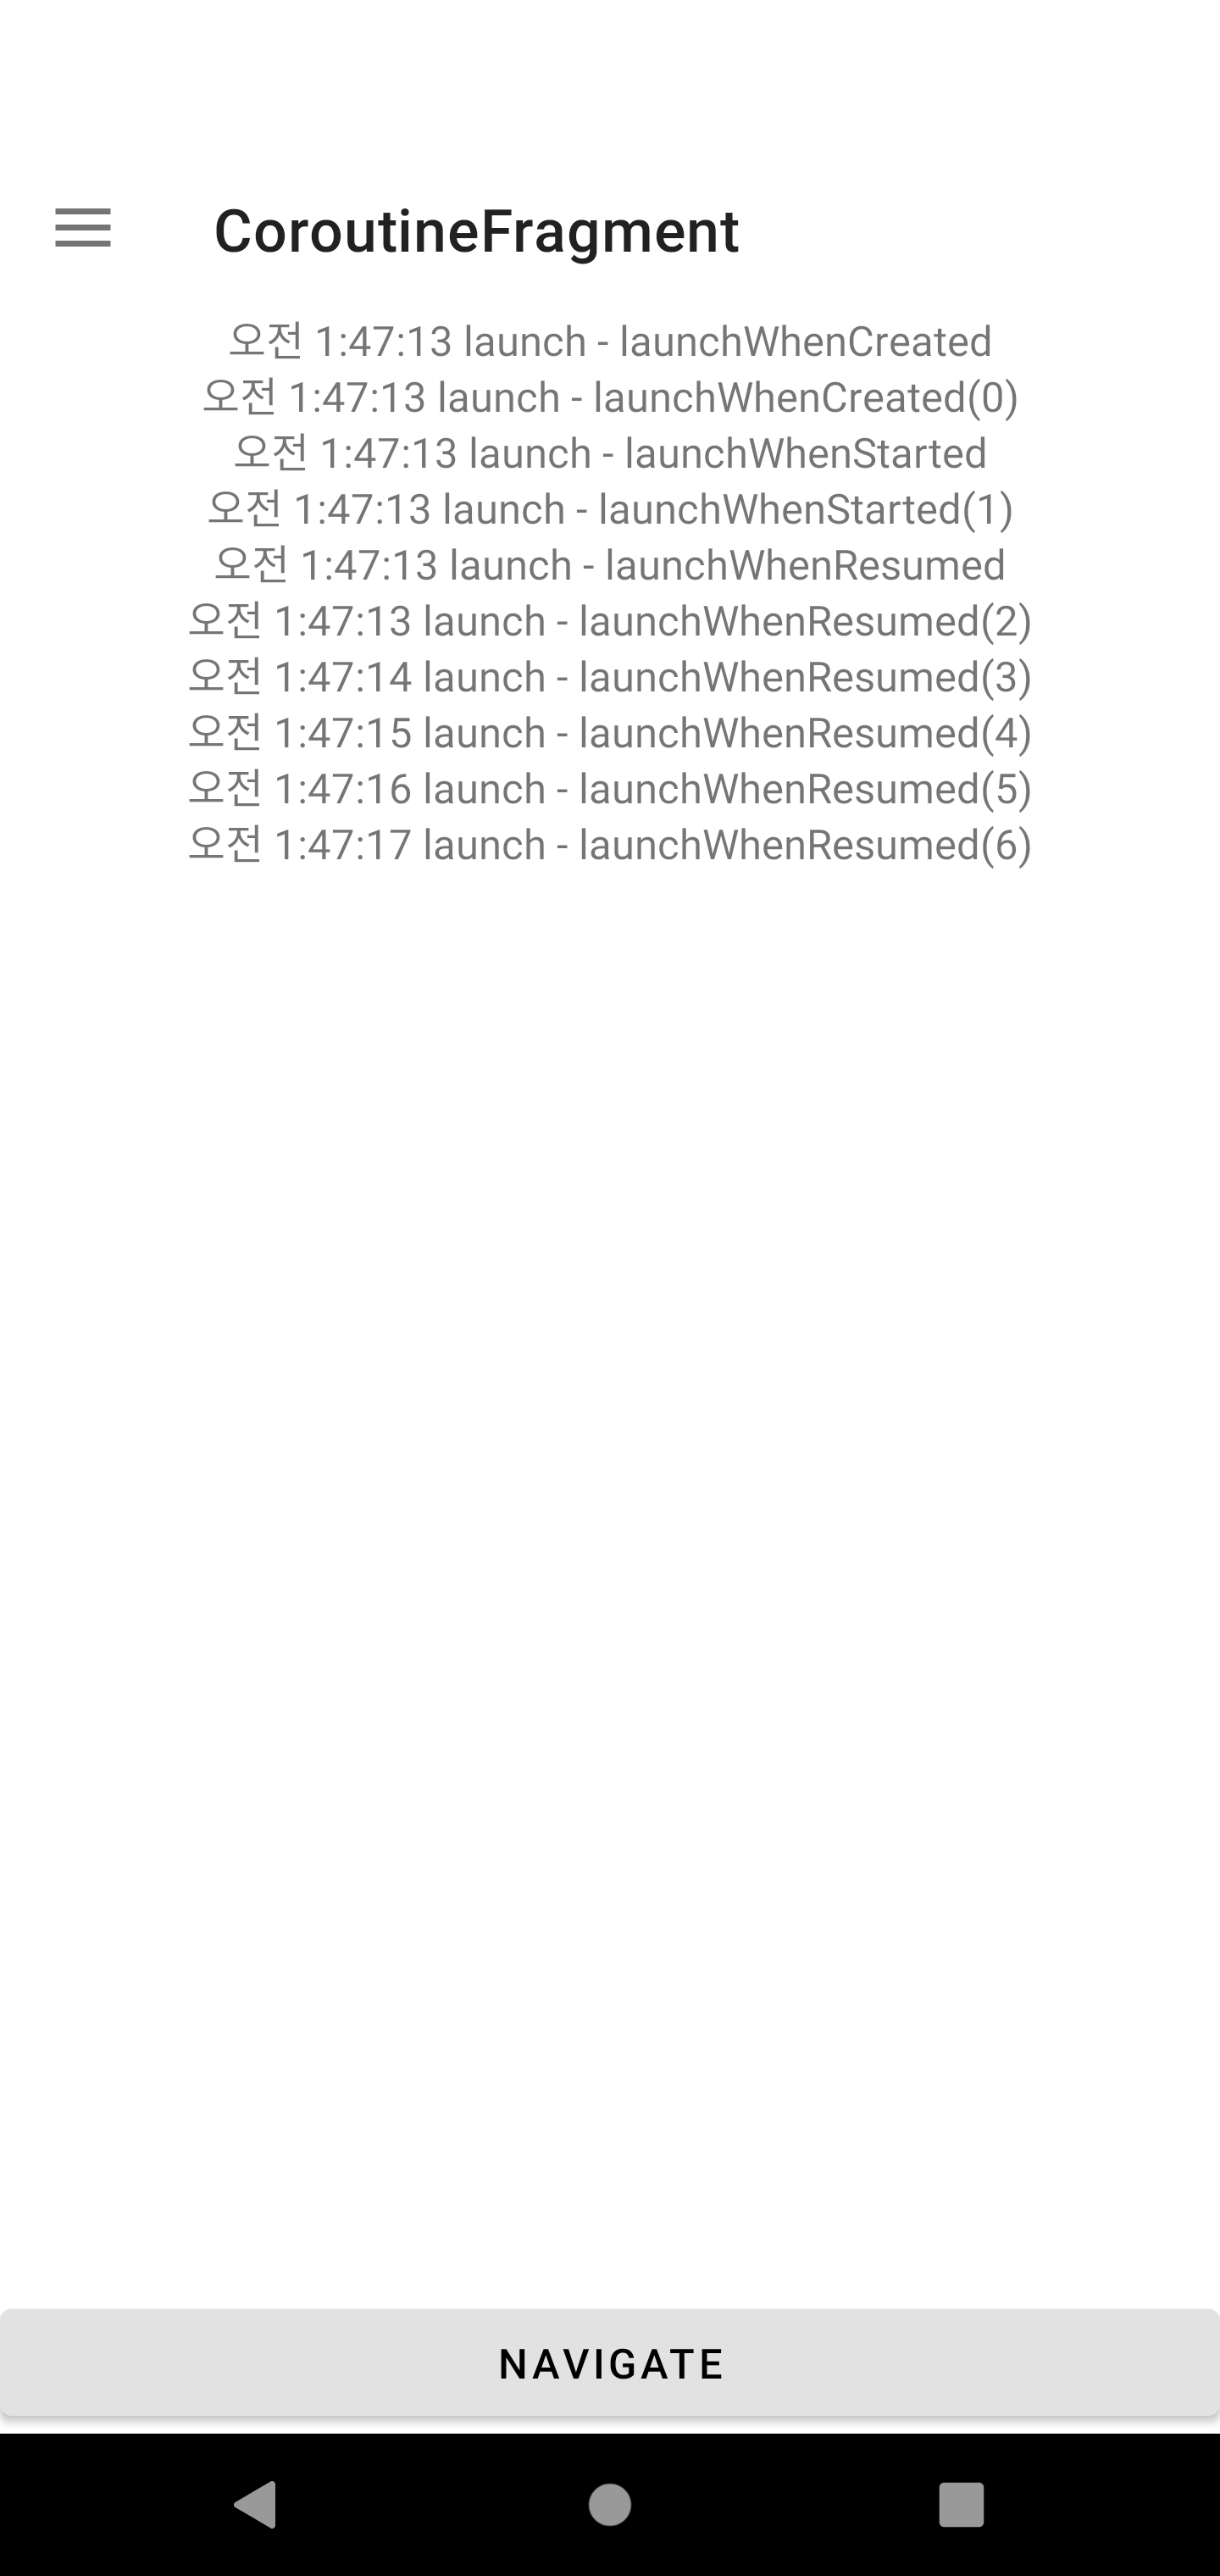 CoroutineFragment
오전 1:47:13 launch - launchWhenCreated
오전 1:47:13 launch - launchWhenCreated(0)
오전 1:47:13 launch - launchWhenStarted
오전 1:47:13 launch - launchWhenStarted(1)
오전 1:47:13 launch - launchWhenResumed
오전 1:47:13 launch - launchWhenResumed(2)
오전 1:47:14 launch - launchWhenResumed(3)
오전 1:47:15 launch - launchWhenResumed(4)
오전 1:47:16 launch - launchWhenResumed(5)
오전 1:47:17 launch - launchWhenResumed(6)
NAVIGATE